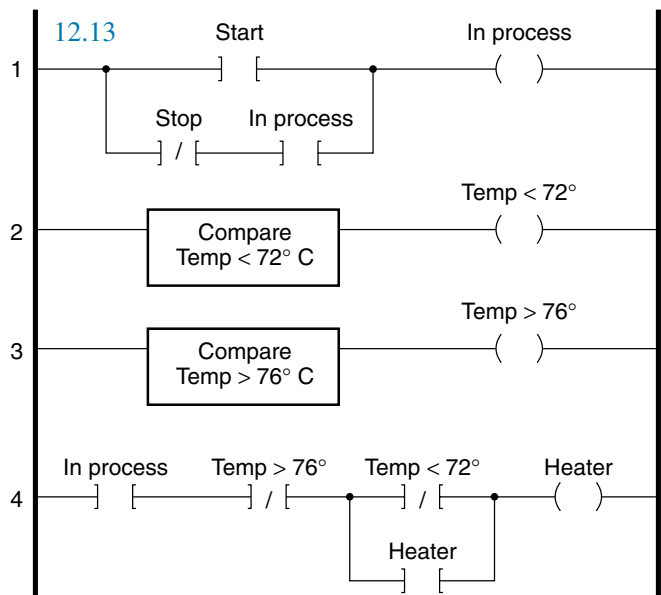 12.13
Start
In process
1
Stop
In process
/
Temp < 72°
2
Compare
Temp < 72° C
Temp > 76°
3
Compare
Temp > 76° C
In process
Temp > 76°
Temp < 72°
Heater
4
/
/
Heater